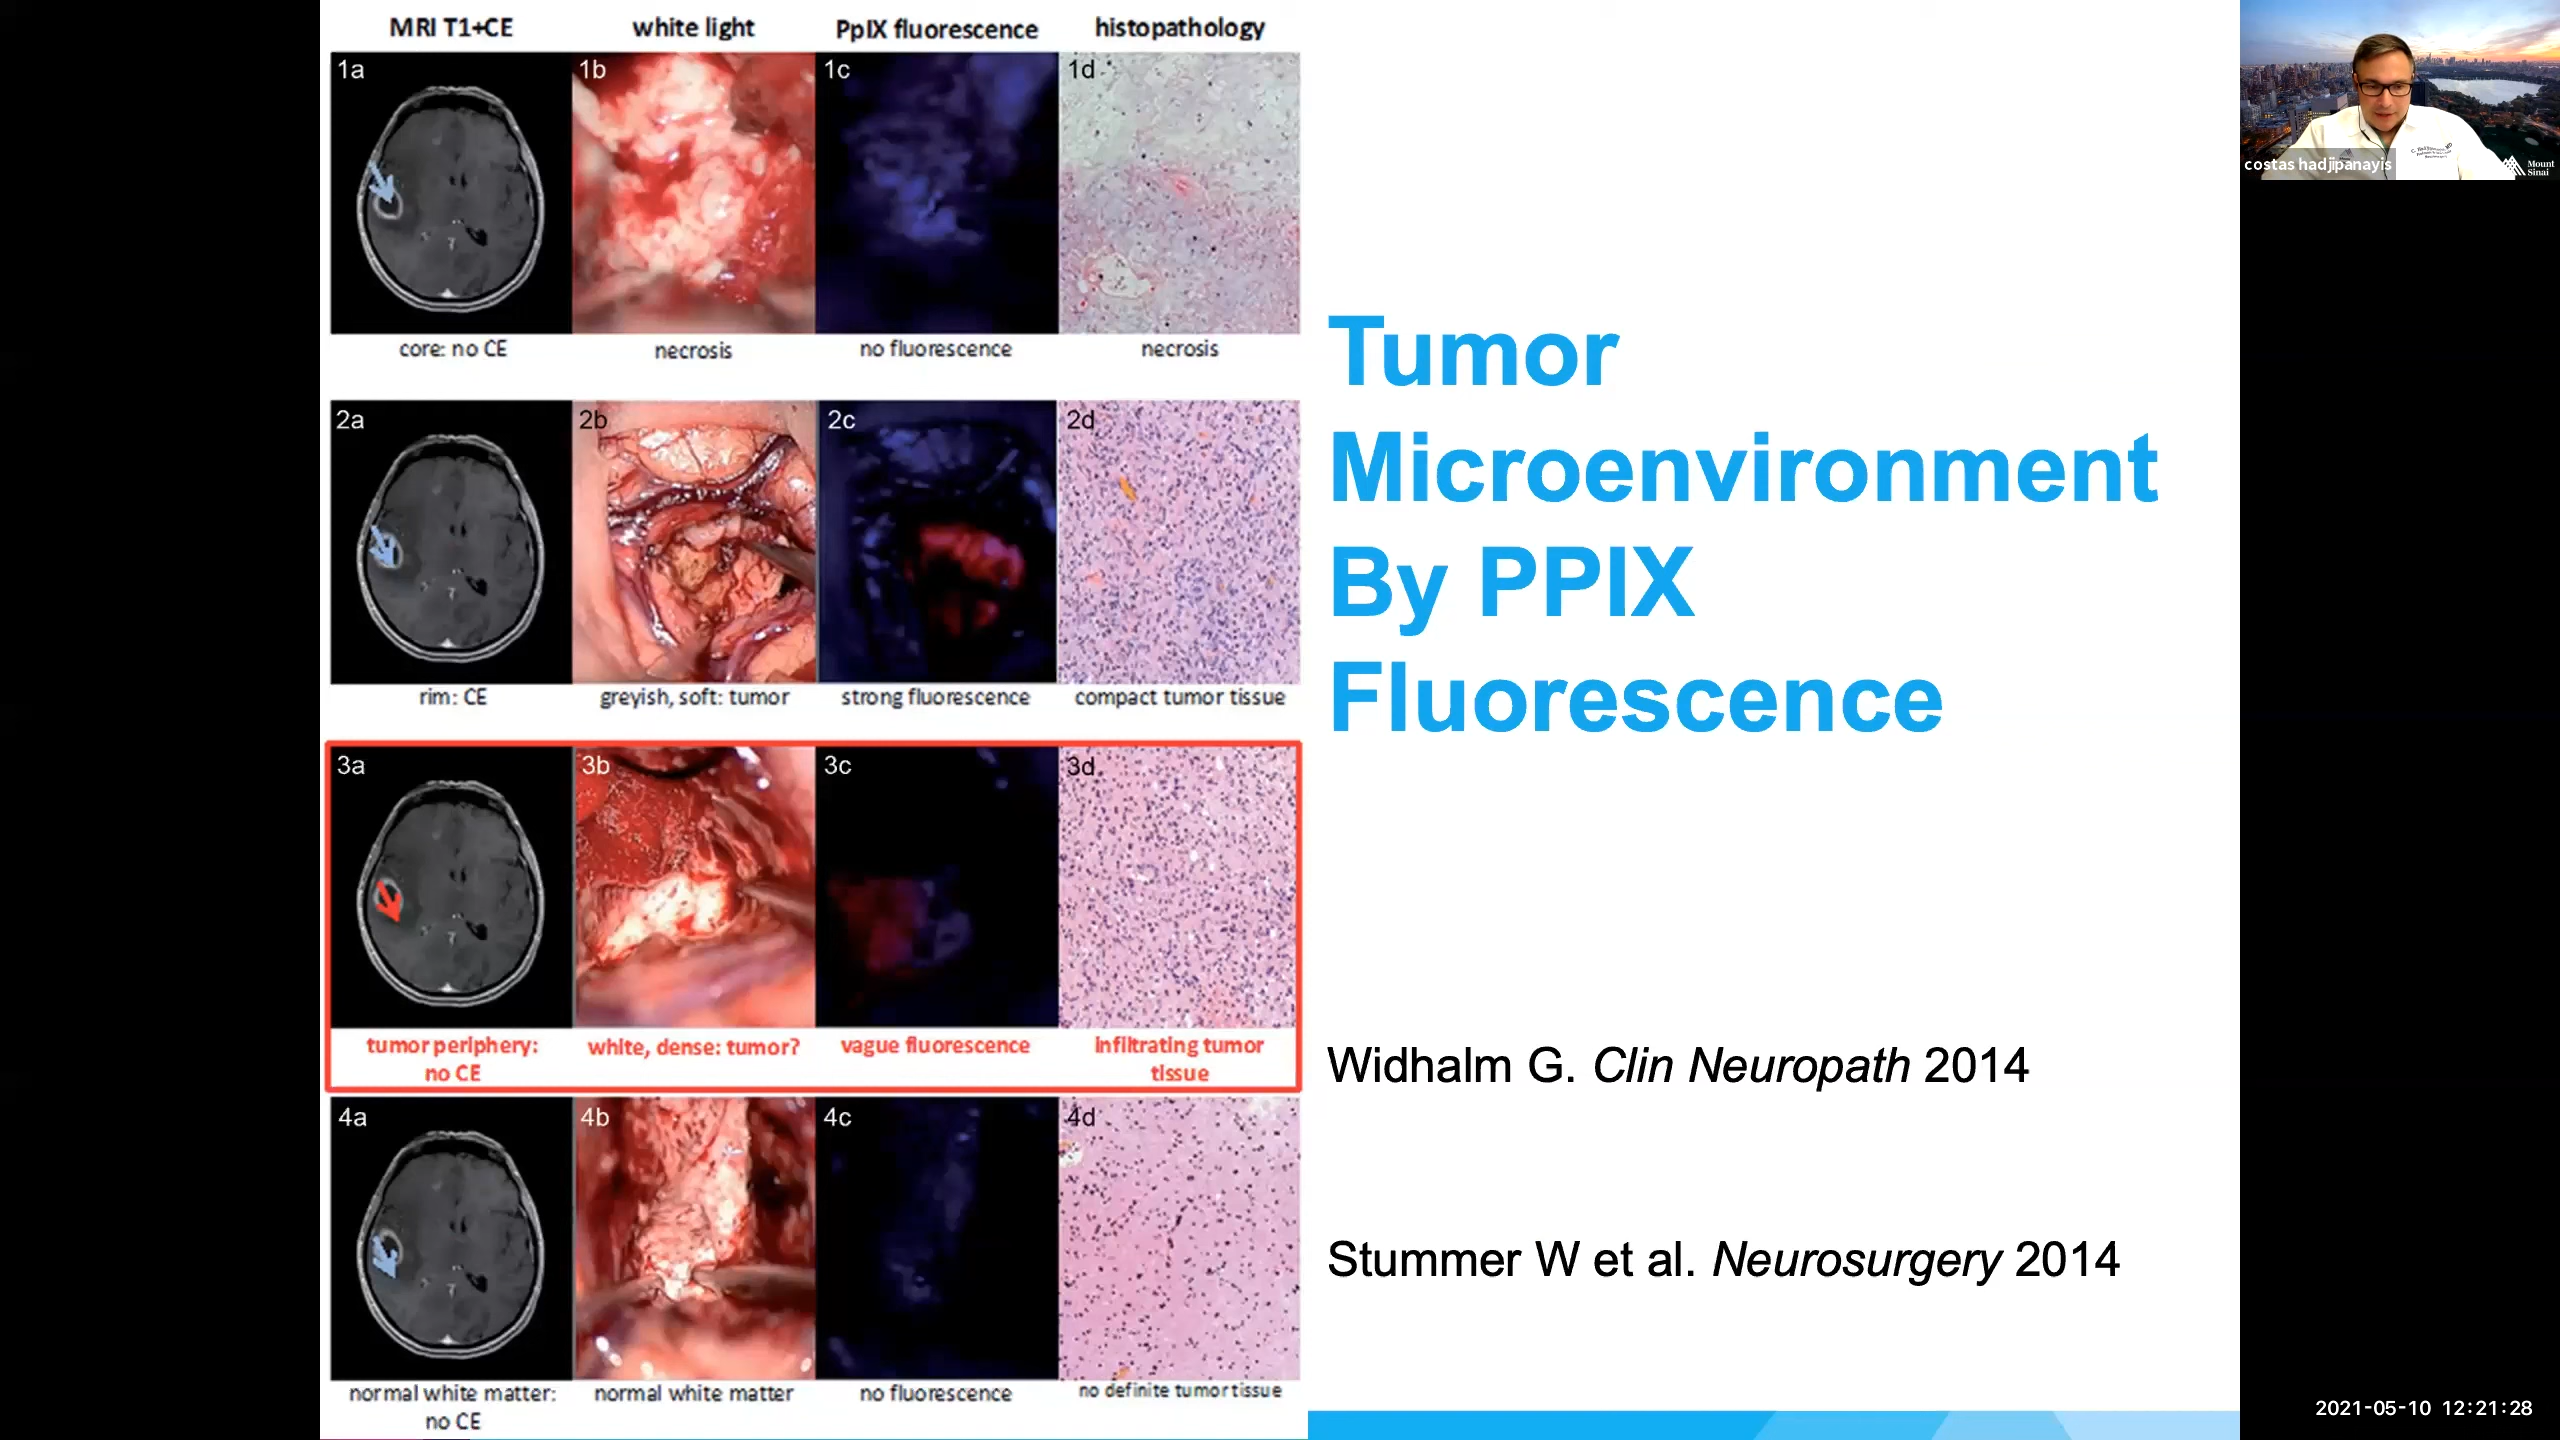 MRI T1+CE white light PpIX fluorescence histopathology
1a 1b 1c 1d
core: no CE necrosis no fluorescence necrosis
2a 2b 2c 2d
rim: CE greyish, soft: tumor strong fluorescence compact tumor tissue
3a 3b 3c 3d
tumor periphery: white, dense: tumor? vague fluorescence infiltrating tumor
no CE tissue
4a 4b 4c 4d
normal white matter: normal white matter no fluorescence no definite tumor tissue
no CE
Tumor
Microenvironment
By PPIX
Fluorescence
Widhalm G. Clin Neuropath 2014
Stummer W et al. Neurosurgery 2014
costas hadjipanayis
Mount
Sinai
2021-05-10 12:21:28